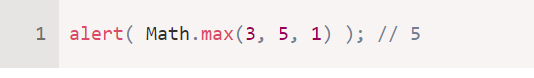 1 alert( Math.max(3, 5, 1) ); // 5